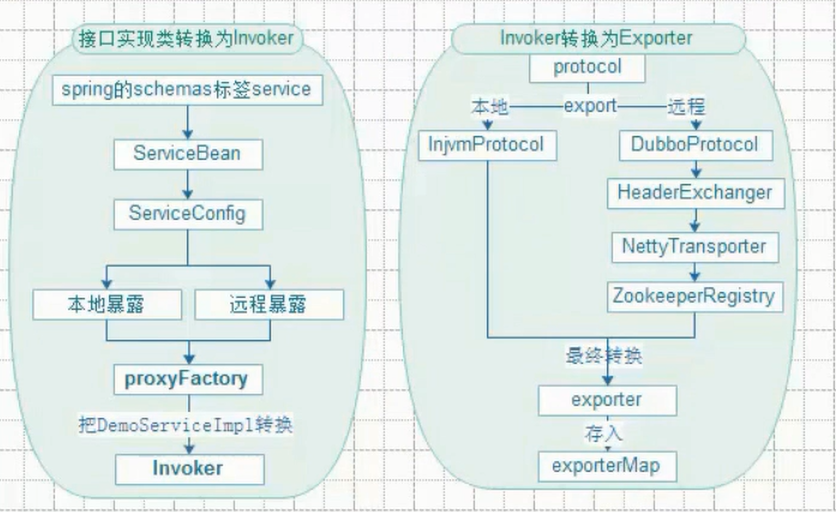 接口实现类转换为Invoker
spring的schemas标签service
ServiceBean
ServiceConfig
本地暴露
远程暴露
proxyFactory
把DemoServiceImpl转换
Invoker
Invoker转换为Exporter
protocol
本地 export 远程
InjvmProtocol
DubboProtocol
HeaderExchanger
NettyTransporter
ZookeeperRegistry
最终转换
exporter
存入
exporterMap